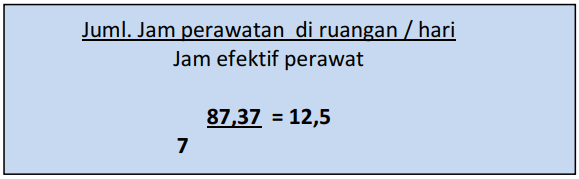 Juml. Jam perawatan di ruangan / hari
Jam efektif perawat
87,37 = 12,5
7